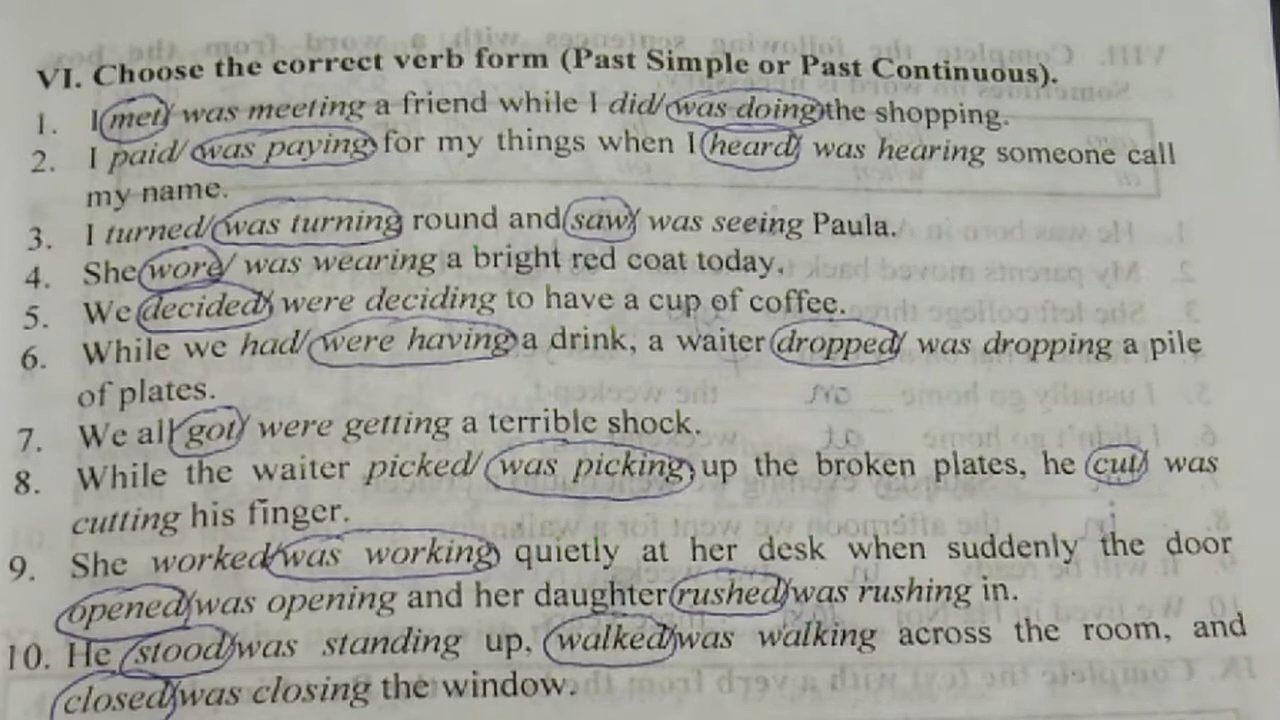 VI. Choose the correct verb form (Past Simple or Past Continuous).
1. I met/ was meeting a friend while I did/ was doing the shopping.
2. I paid/ was paying for my things when I heard/ was hearing someone call
my name.
3. I turned/ was turning round and saw/ was seeing Paula.
4. She wore/ was wearing a bright red coat today.
5. We decided/ were deciding to have a cup of coffee.
6. While we had/ were having a drink, a waiter dropped/ was dropping a pile
of plates.
7. We all got/ were getting a terrible shock.
8. While the waiter picked/ was picking up the broken plates, he cut/ was
cutting his finger.
9. She worked/was working quietly at her desk when suddenly the door
opened/was opening and her daughter rushed/was rushing in.
10. He stood/was standing up, walked/was walking across the room, and
closed/was closing the window.